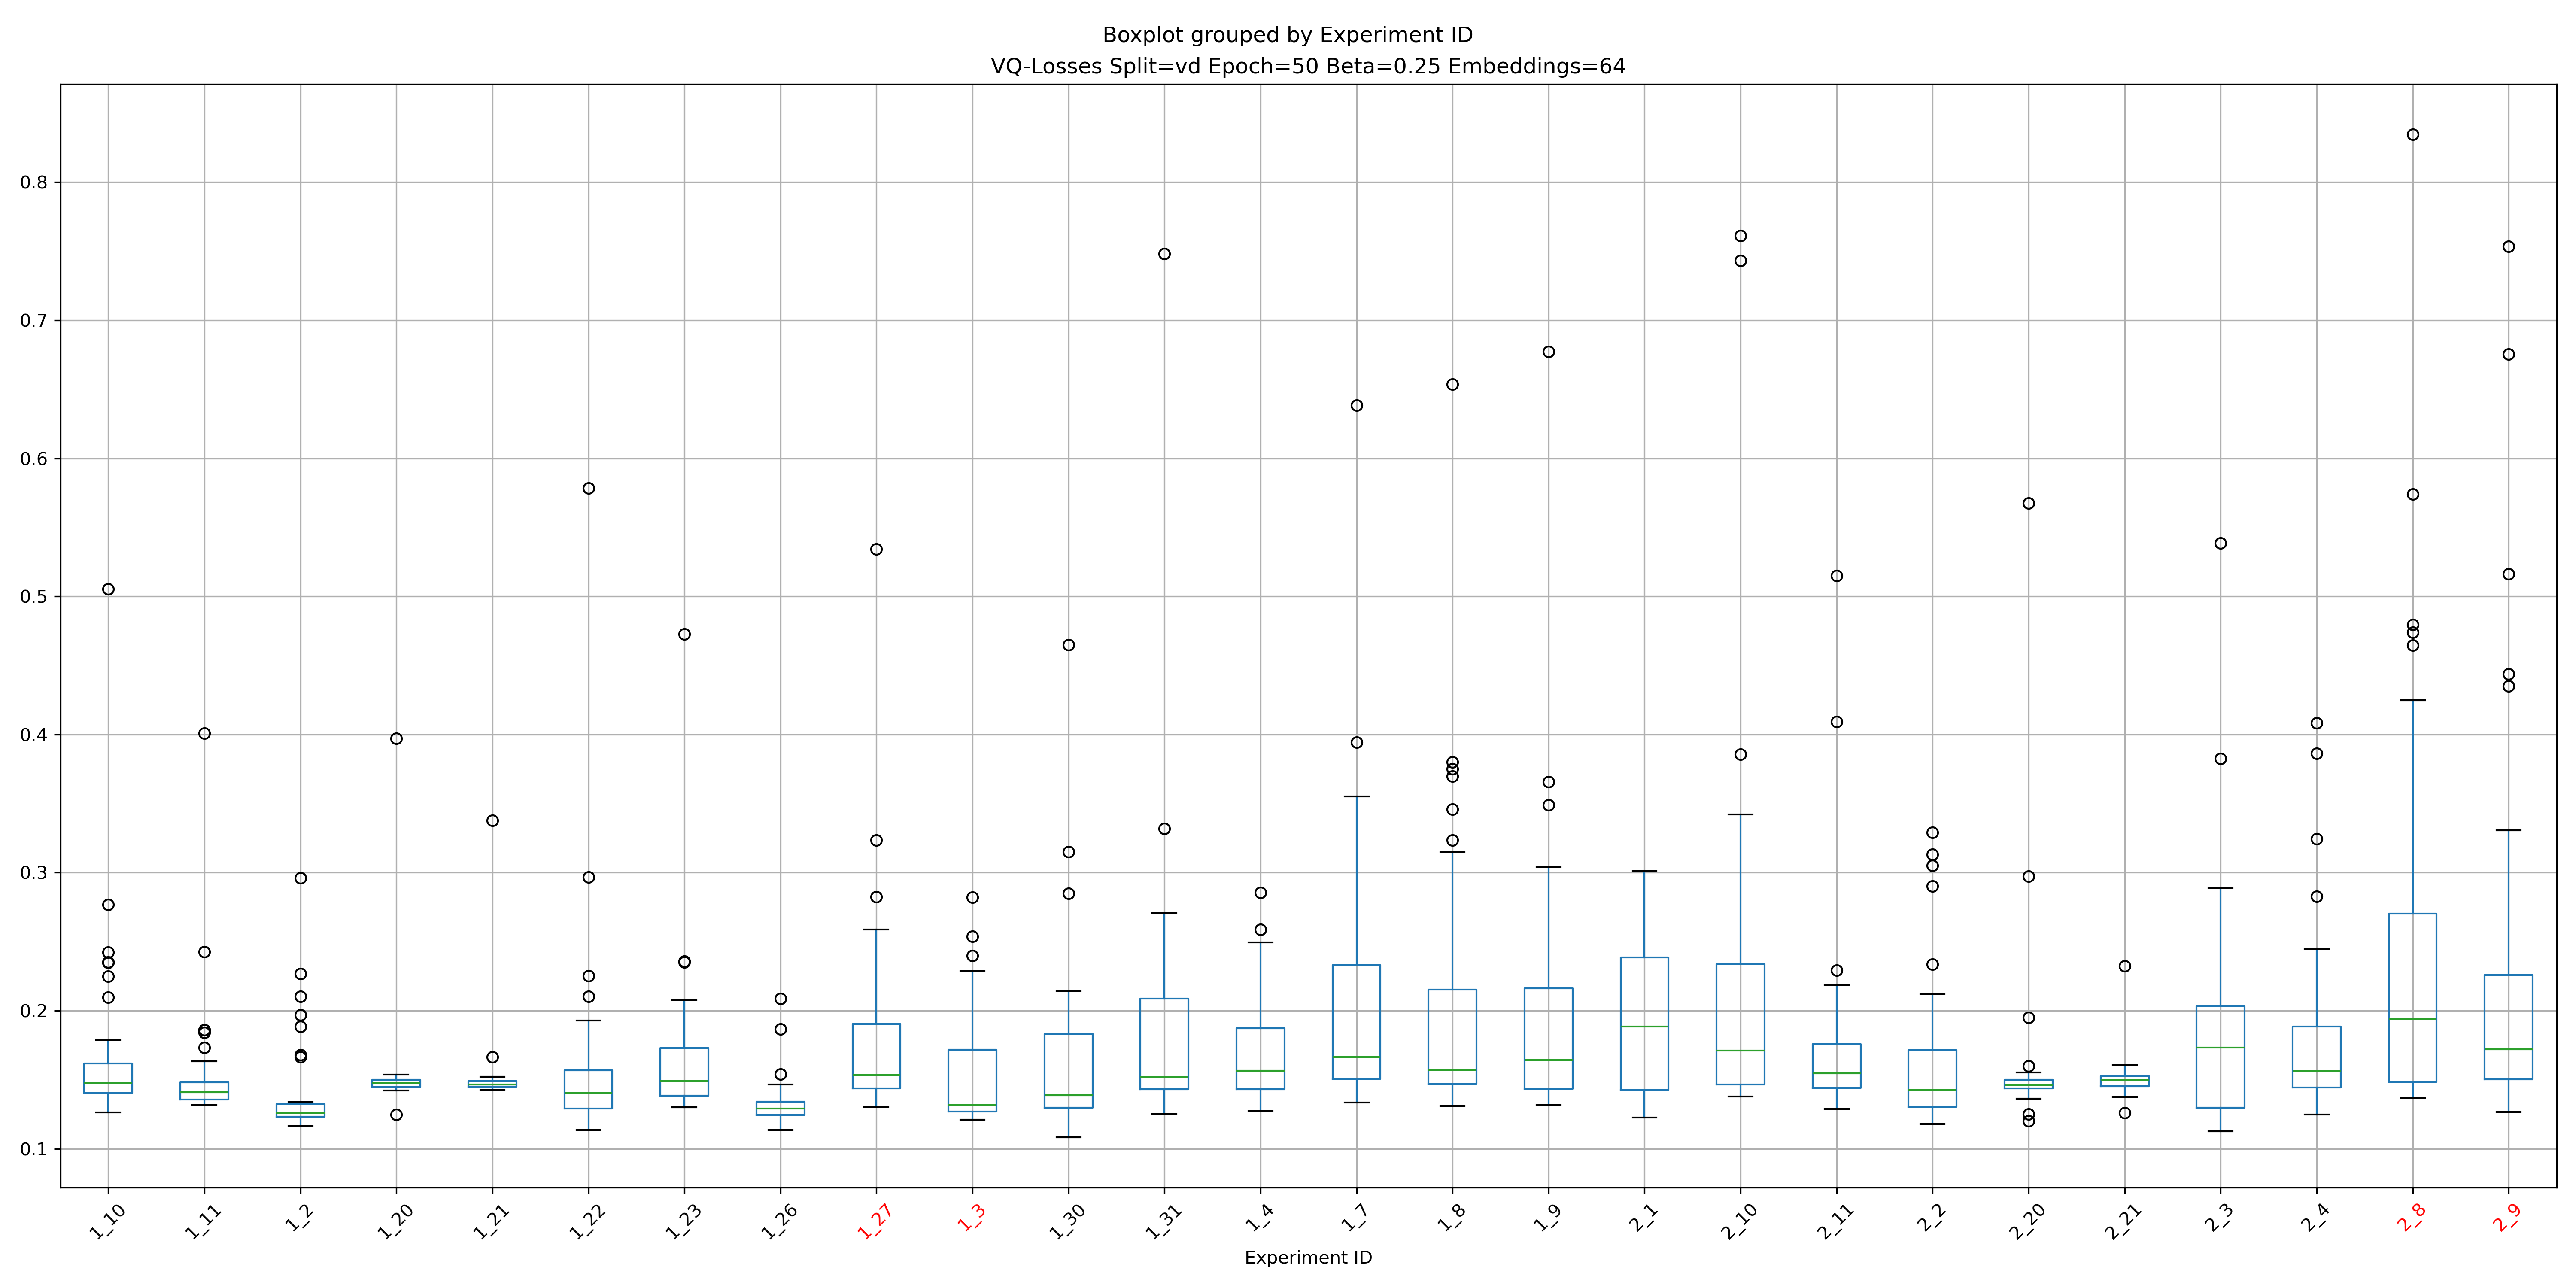 Boxplot grouped by Experiment ID
VQ-Losses Split=vd Epoch=50 Beta=0.25 Embeddings=64
0.8
0.7
0.6
0.5
0.4
0.3
0.2
0.1
1_10 1_11 1_2 1_20 1_21 1_22 1_23 1_26 1_27 1_3 1_30 1_31 1_4 1_7 1_8 1_9 2_1 2_10 2_11 2_2 2_20 2_21 2_3 2_4 2_8 2_9
Experiment ID